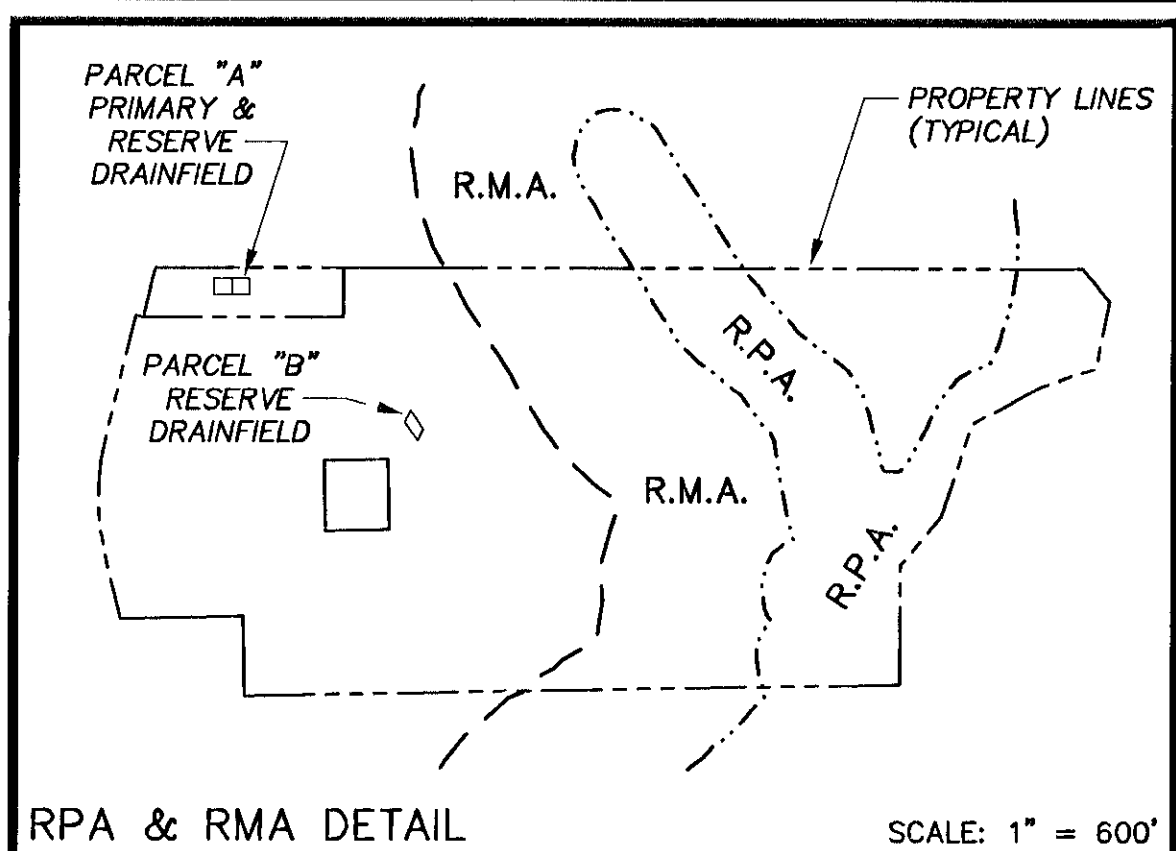 PARCEL "A"
PRIMARY &
RESERVE
DRAINFIELD
PROPERTY LINES
(TYPICAL)
R.M.A.
R.P.A.
PARCEL "B"
RESERVE
DRAINFIELD
R.M.A.
R.P.A.
RPA & RMA DETAIL
SCALE: 1" = 600'